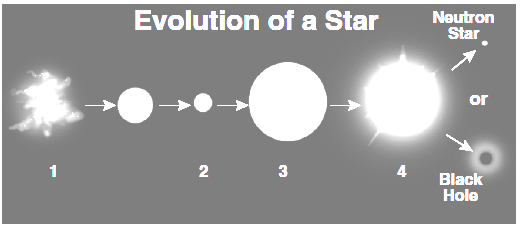 Evolution of a Star
Neutron
Star
or
1
2
3
4
Black
Hole